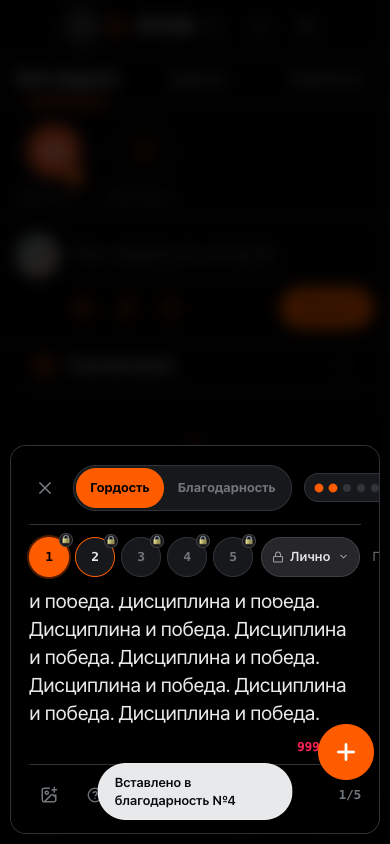 Гордость Благодарность
1 2 3 4 5 Лично
и победа. Дисциплина и победа.
Дисциплина и победа. Дисциплина
и победа. Дисциплина и победа.
Дисциплина и победа. Дисциплина
и победа. Дисциплина и победа.
999
Вставлено в
благодарность №4
1/5